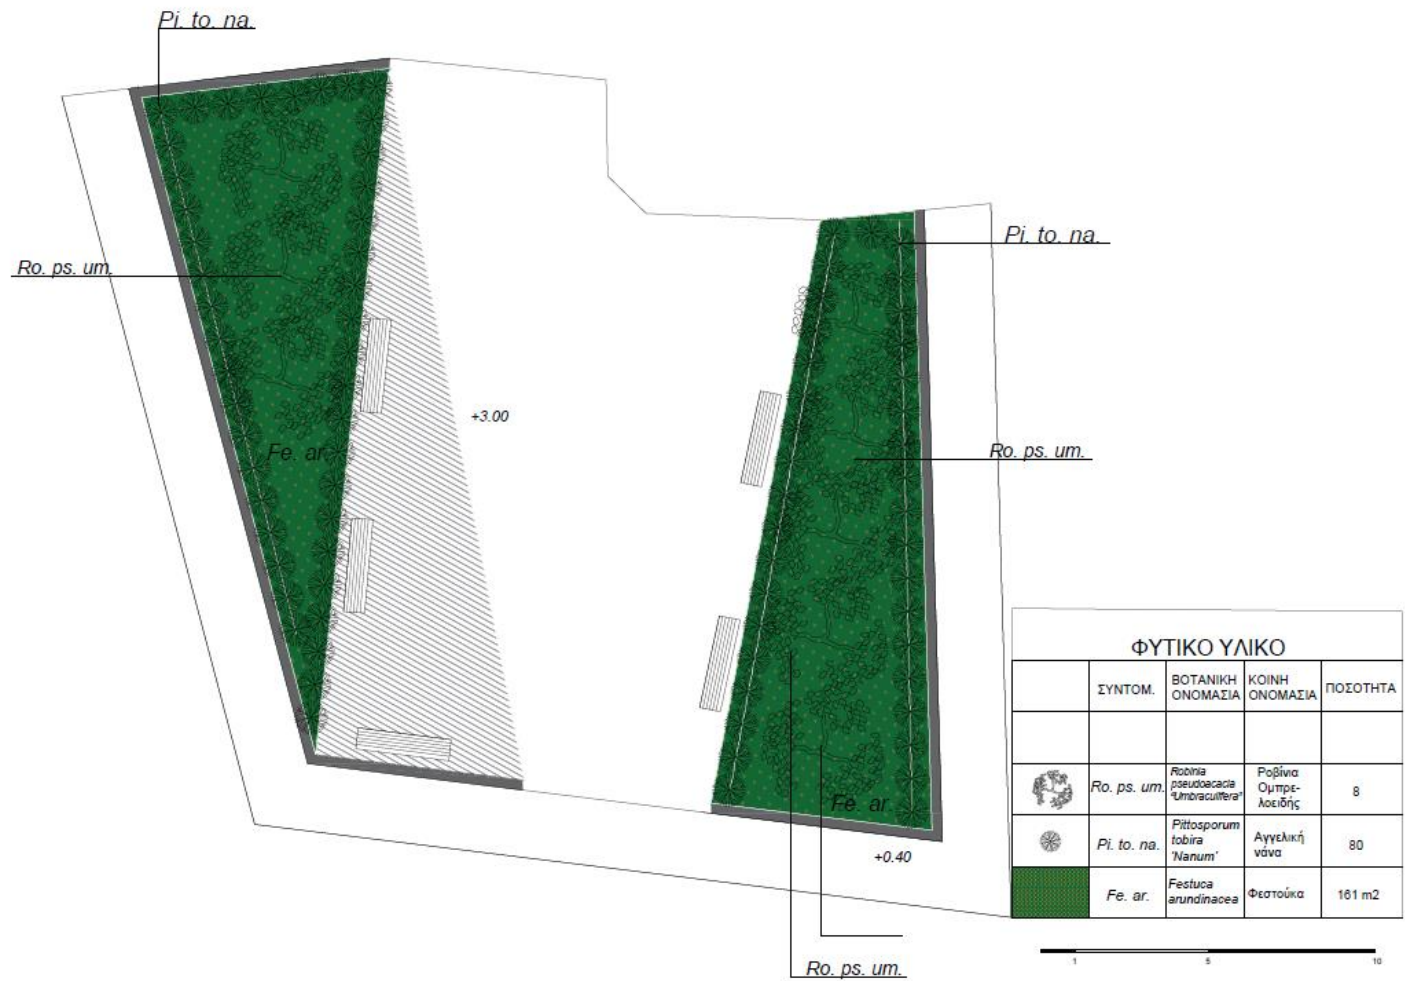 Pi. to. na.
Pi. to. na.
Ro. ps. um.
+3.00
Fe. ar
Ro. ps. um.
Fe. ar
+0.40
Ro. ps. um.
ΦΥΤΙΚΟ ΥΛΙΚΟ
ΣΥΝΤΟΜ.
ΒΟΤΑΝΙΚΗ
ΟΝΟΜΑΣΙΑ
ΚΟΙΝΗ
ΟΝΟΜΑΣΙΑ
ΠΟΣΟΤΗΤΑ
Ro. ps. um.
Robinia
pseudoacacia
"Umbraculifera"
Ροβίνια
Ομπρε-
λοειδής
8
Pi. to. na.
Pittosporum
tobira
'Nanum'
Αγγελική
νάνα
80
Fe. ar.
Festuca
arundinacea
Φεστούκα
161 m2
1 5 10